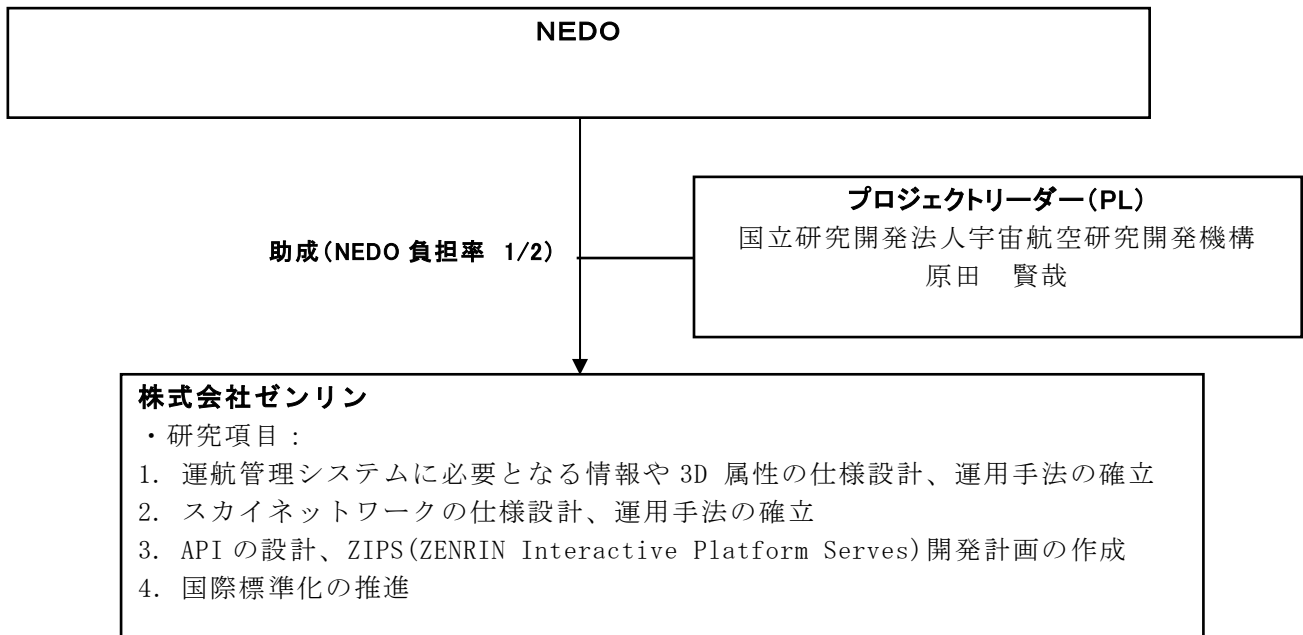 NEDO
プロジェクトリーダー(PL)
国立研究開発法人宇宙航空研究開発機構
原田　賢哉
助成(NEDO 負担率 1/2)
株式会社ゼンリン
・研究項目：
1. 運航管理システムに必要となる情報や 3D 属性の仕様設計、運用手法の確立
2. スカイネットワークの仕様設計、運用手法の確立
3. API の設計、ZIPS(ZENRIN Interactive Platform Serves)開発計画の作成
4. 国際標準化の推進